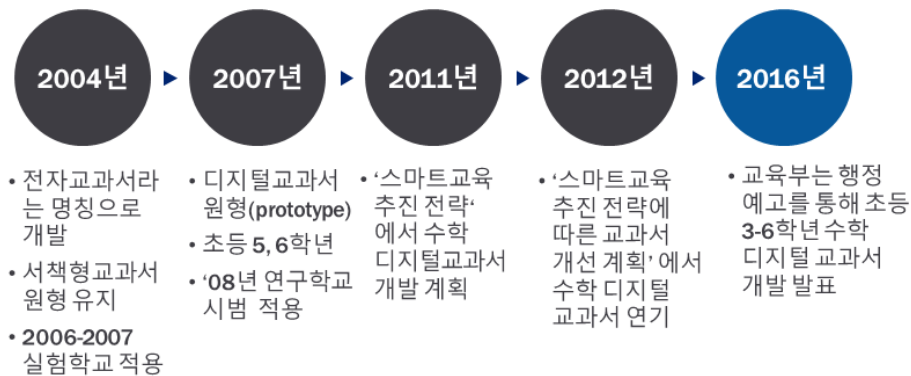 2004년
2007년
2011년
2012년
2016년
• 전자교과서라
는 명칭으로
개발
• 서책형교과서
원형 유지
• 2006-2007
실험학교 적용
• 디지털교과서
원형(prototype)
• 초등 5, 6학년
• ‘08년 연구학교
시범 적용
• ‘스마트교육
추진 전략‘
에서 수학
디지털교과서
개발 계획
• ‘스마트교육
추진 전략에
따른 교과서
개선 계획’ 에서
수학 디지털
교과서 연기
• 교육부는 행정
예고를 통해 초등
3-6학년 수학
디지털 교과서
개발 발표